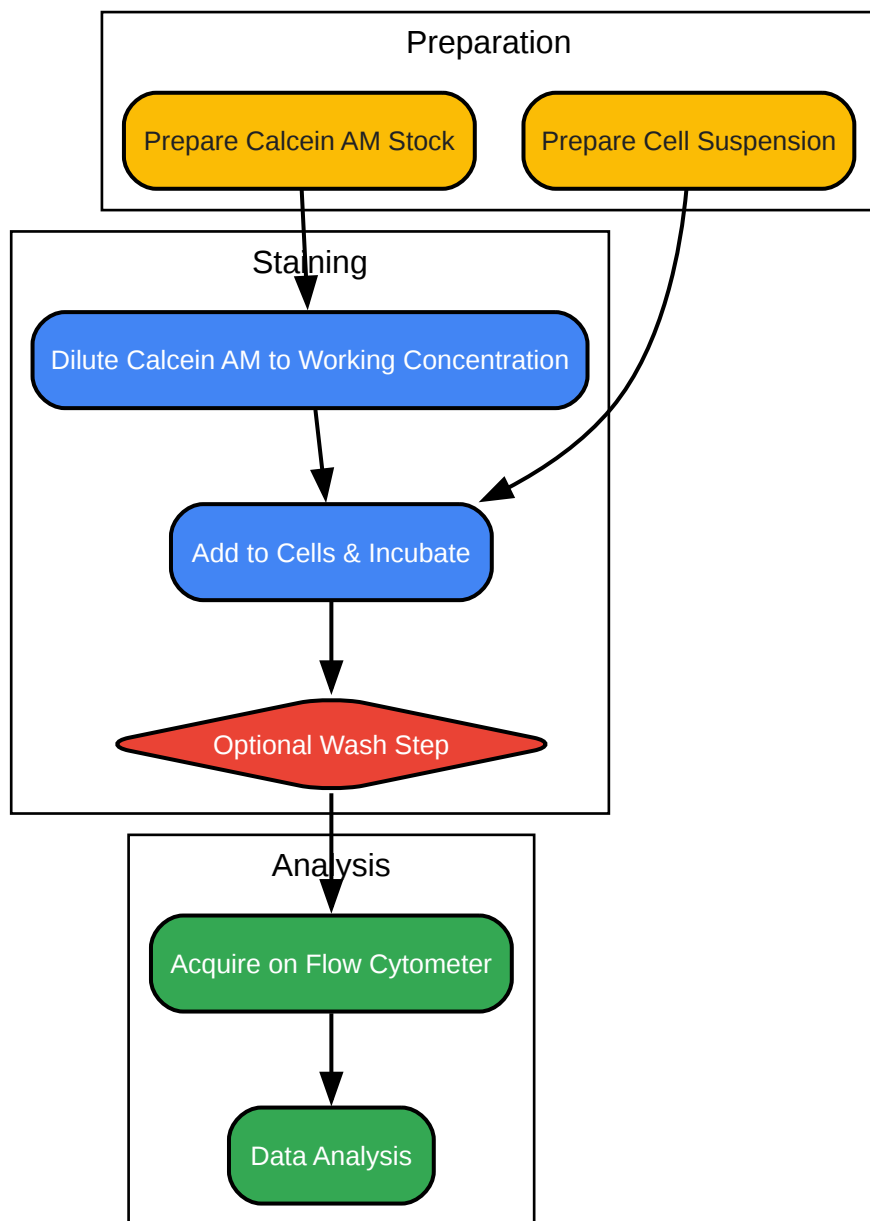 Preparation
Prepare Calcein AM Stock
Prepare Cell Suspension
Staining
Dilute Calcein AM to Working Concentration
Add to Cells & Incubate
Optional Wash Step
Analysis
Acquire on Flow Cytometer
Data Analysis